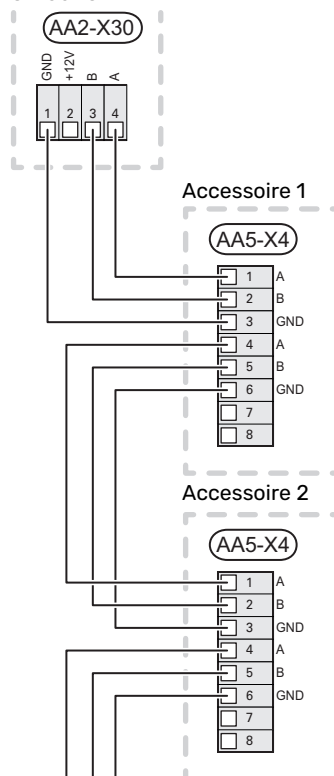 AA2-X30
GND +12V B A
1 2 3 4
Accessoire 1
AA5-X4
1 A
2 B
3 GND
4 A
5 B
6 GND
7
8
Accessoire 2
AA5-X4
1 A
2 B
3 GND
4 A
5 B
6 GND
7
8